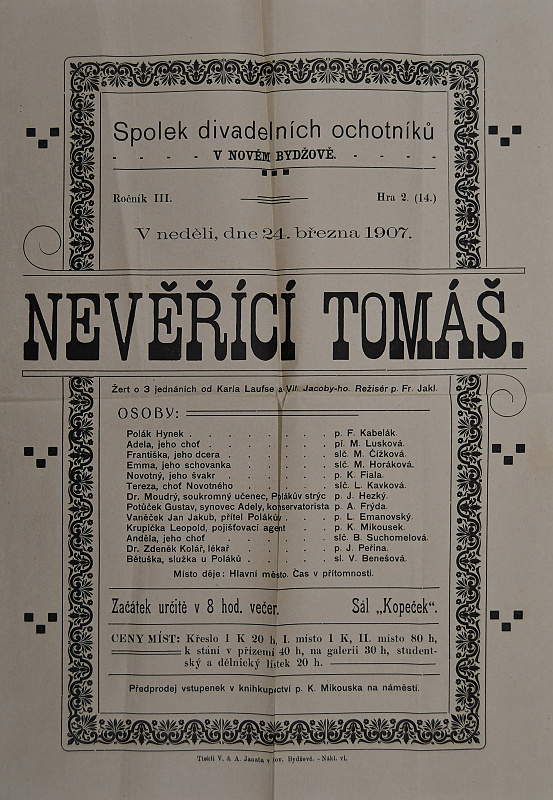 Spolek divadelních ochotníků
V NOVÉM BYDŽOVĚ.
Ročník III. Hra 2. (14.)
V neděli, dne 24. března 1907.
NEVĚŘÍCÍ TOMÁŠ.
Žert o 3 jednáních od Karla Laufse a Vil. Jacoby-ho. Režisér p. Fr. Jakl.
OSOBY:
Polák Hynek . . . . . . . . p. F. Kabelák.
Adela, jeho choť . . . . . . . pí. M. Lusková.
Františka, jeho dcera . . . . . . slč. M. Čížková.
Emma, jeho schovanka . . . . . slč. M. Horáková.
Novotný, jeho švakr . . . . . . p. K. Fiala.
Tereza, choť Novotného . . . . . slč. L. Kavková.
Dr. Moudrý, soukromný učenec, Polákův strýc p. J. Hezký.
Potůček Gustav, synovec Adely, konservatorista p. A. Frýda.
Vaněček Jan Jakub, přítel Poláků . . . p. L. Emanovský.
Krupička Leopold, pojišťovací agent . . . p. K. Mikousek.
Anděla, jeho choť . . . . . . slč. B. Suchomelová.
Dr. Zdeněk Kolář, lékař . . . . . p. J. Peřina.
Bětuška, služka u Poláků . . . . . sl. V. Benešová.
Místo děje: Hlavní město. Čas v přítomnosti.
Začátek určitě v 8 hod. večer. Sál „Kopeček“.
CENY MÍST: Křeslo 1 K 20 h, I. místo 1 K, II. místo 80 h,
k stání v přízemí 40 h, na galerii 30 h, student-
ský a dělnický lístek 20 h.
Předprodej vstupenek v knihkupectví p. K. Mikouska na náměstí.
Tiskli V. & A. Janata v Nov. Bydžově. - Nákl. vl.